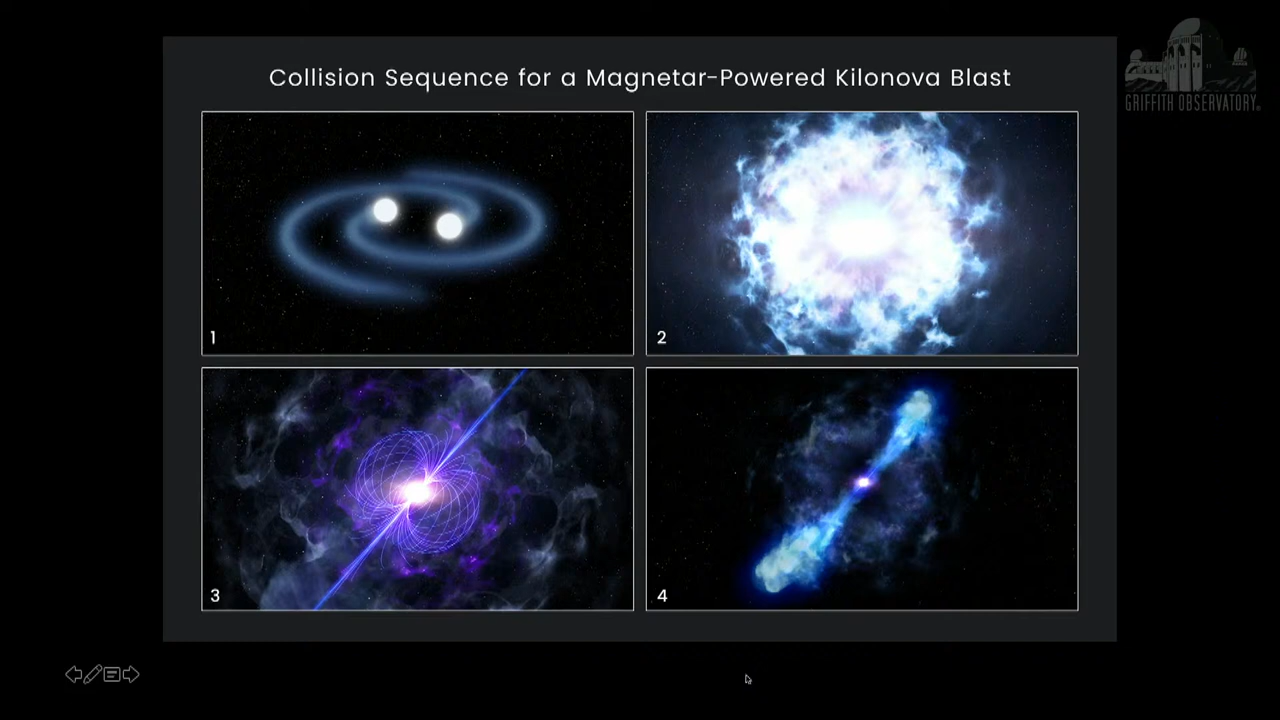 Collision Sequence for a Magnetar-Powered Kilonova Blast
GRIFFITH OBSERVATORY
1
2
3
4